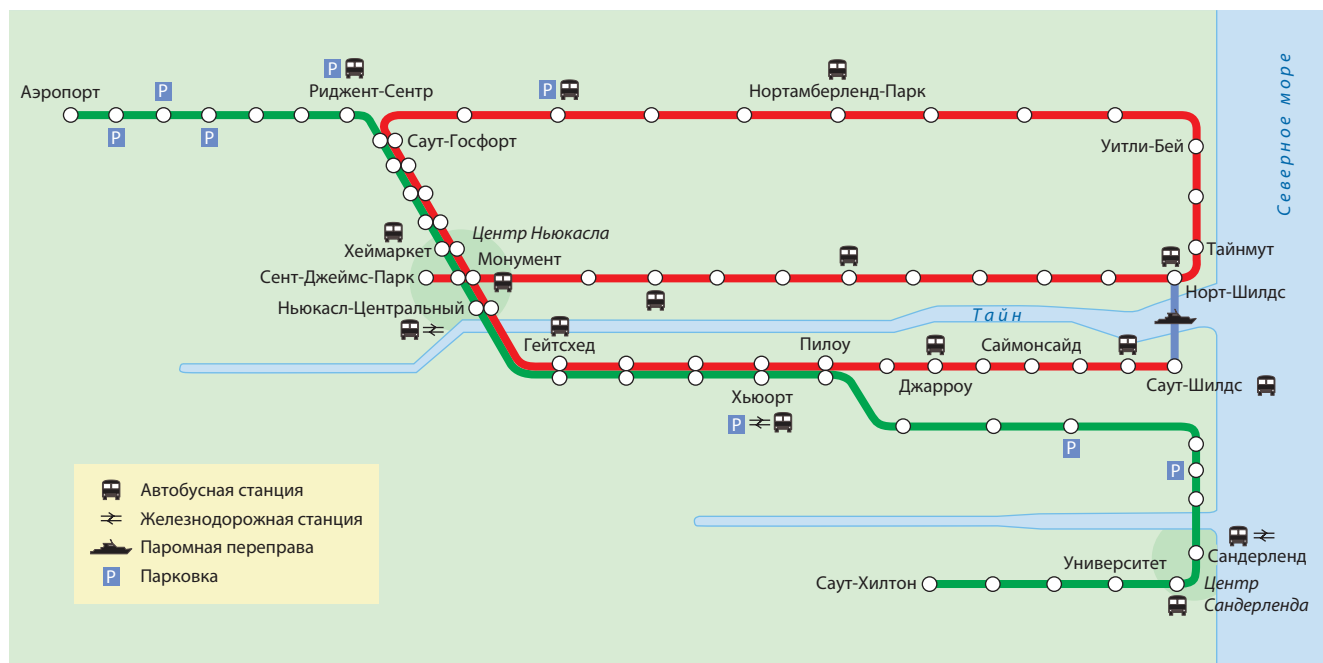 Аэропорт
P
P
P
P
Риджент-Сентр
P
Нортамберленд-Парк
Саут-Госфорт
Уитли-Бей
Северное море
Хеймаркет
Центр Ньюкасла
Монумент
Сент-Джеймс-Парк
Ньюкасл-Центральный
Тайнмут
Норт-Шилдс
Тайн
Гейтсхед
Пилоу
Саймонсайд
Хьюорт
P
Джарроу
Саут-Шилдс
P
P
Автобусная станция
Железнодорожная станция
Паромная переправа
P Парковка
Сандерленд
Университет
Саут-Хилтон
Центр
Сандерленда